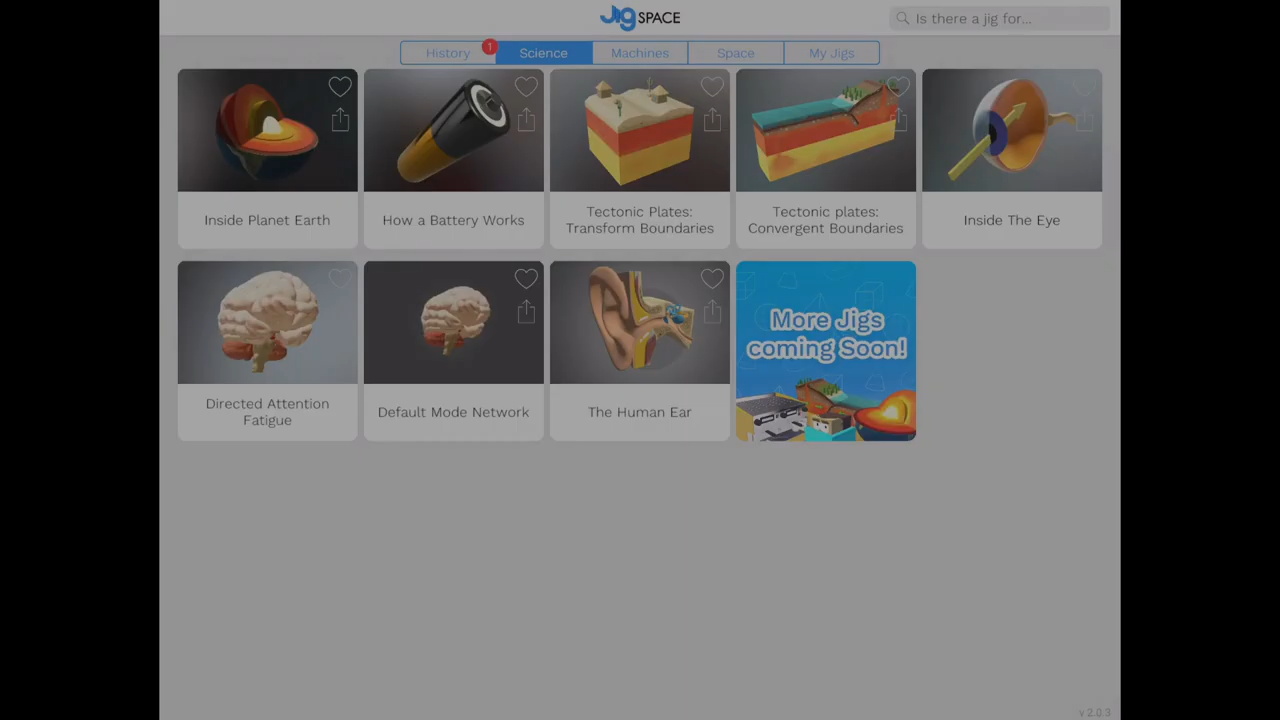 Jig SPACE
Is there a jig for...
History 1 Science Machines Space My Jigs
Inside Planet Earth
How a Battery Works
Tectonic Plates:
Transform Boundaries
Tectonic plates:
Convergent Boundaries
Inside The Eye
Directed Attention
Fatigue
Default Mode Network
The Human Ear
More Jigs
coming Soon!
v 2.0.3